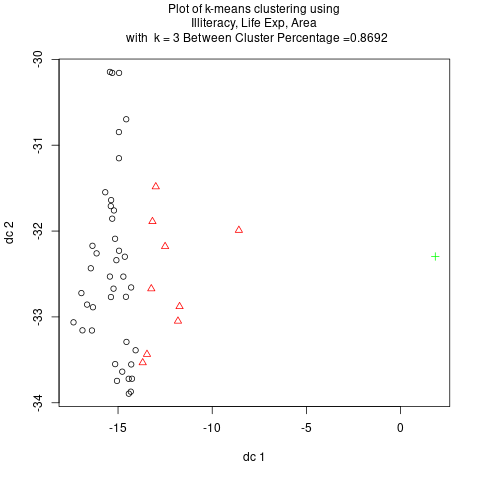 Plot of k-means clustering using
Illiteracy, Life Exp, Area
with  k = 3 Between Cluster Percentage =0.8692
-30
-31
-32
-33
-34
dc 2
-15
-10
-5
0
dc 1